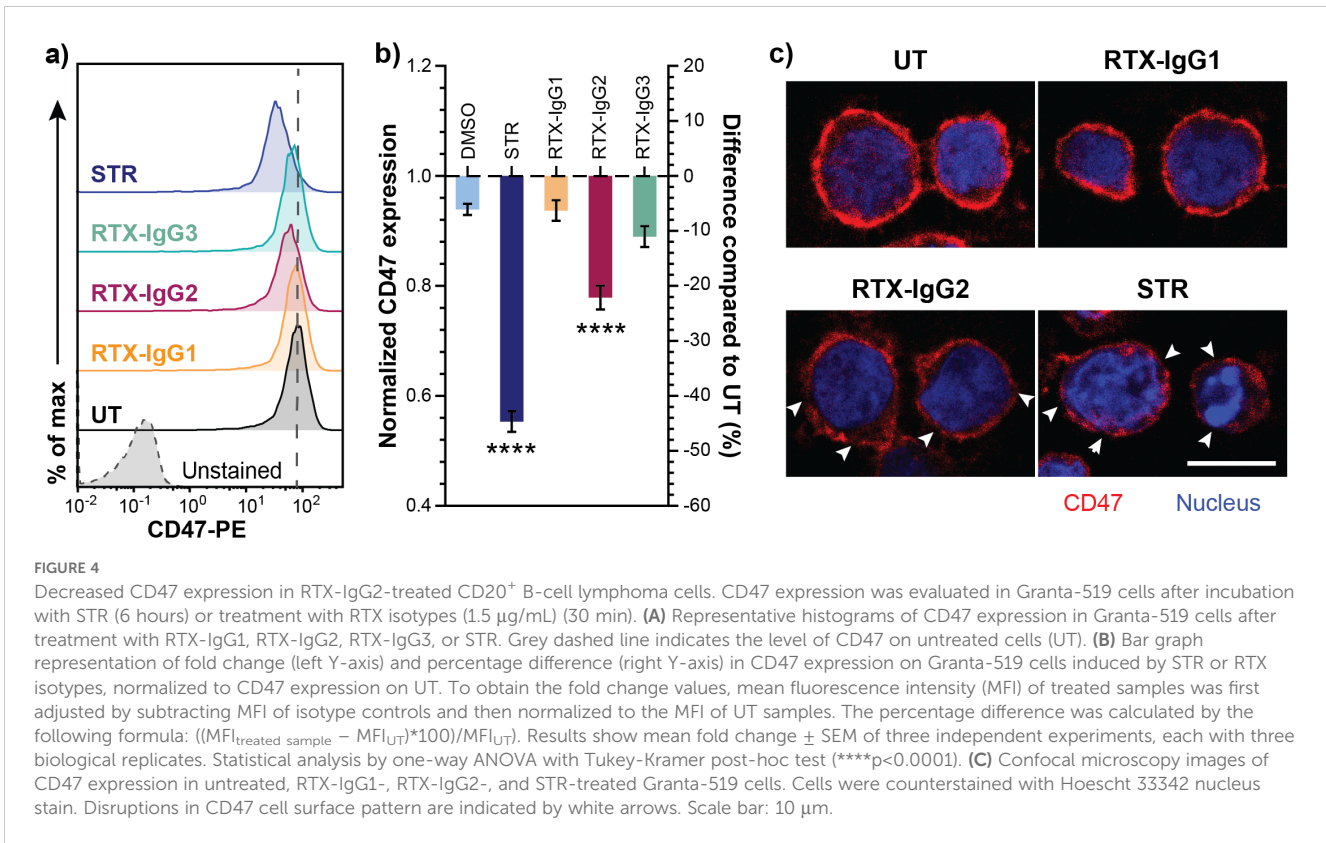 a)
STR
RTX-IgG3
RTX-IgG2
RTX-IgG1
UT
Unstained
% of max
10⁻² 10⁻¹ 10⁰ 10¹ 10²
CD47-PE
b)
Normalized CD47 expression
1.2
1.0
0.8
0.6
0.4
DMSO
STR
RTX-IgG1
RTX-IgG2
RTX-IgG3
****
****
20
10
0
-10
-20
-30
-40
-50
-60
Difference compared to UT (%)
c)
UT RTX-IgG1
RTX-IgG2 STR
CD47 Nucleus
FIGURE 4
Decreased CD47 expression in RTX-IgG2-treated CD20⁺ B-cell lymphoma cells. CD47 expression was evaluated in Granta-519 cells after incubation
with STR (6 hours) or treatment with RTX isotypes (1.5 μg/mL) (30 min). (A) Representative histograms of CD47 expression in Granta-519 cells after
treatment with RTX-IgG1, RTX-IgG2, RTX-IgG3, or STR. Grey dashed line indicates the level of CD47 on untreated cells (UT). (B) Bar graph
representation of fold change (left Y-axis) and percentage difference (right Y-axis) in CD47 expression on Granta-519 cells induced by STR or RTX
isotypes, normalized to CD47 expression on UT. To obtain the fold change values, mean fluorescence intensity (MFI) of treated samples was first
adjusted by subtracting MFI of isotype controls and then normalized to the MFI of UT samples. The percentage difference was calculated by the
following formula: ((MFI treated sample – MFI UT)*100)/MFI UT). Results show mean fold change ± SEM of three independent experiments, each with three
biological replicates. Statistical analysis by one-way ANOVA with Tukey-Kramer post-hoc test (****p<0.0001). (C) Confocal microscopy images of
CD47 expression in untreated, RTX-IgG1-, RTX-IgG2-, and STR-treated Granta-519 cells. Cells were counterstained with Hoescht 33342 nucleus
stain. Disruptions in CD47 cell surface pattern are indicated by white arrows. Scale bar: 10 μm.